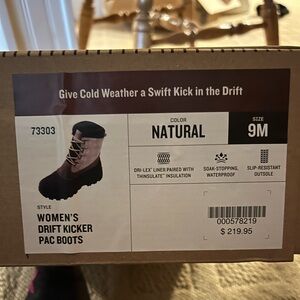 Give Cold Weather a Swift Kick in the Drift
73303
COLOR
NATURAL
SIZE
9M
DRI-LEX® LINER PAIRED WITH
THINSULATE™ INSULATION
SOAK-STOPPING,
WATERPROOF
SLIP-RESISTANT
OUTSOLE
STYLE
WOMEN'S
DRIFT KICKER
PAC BOOTS
000578219
$ 219.95